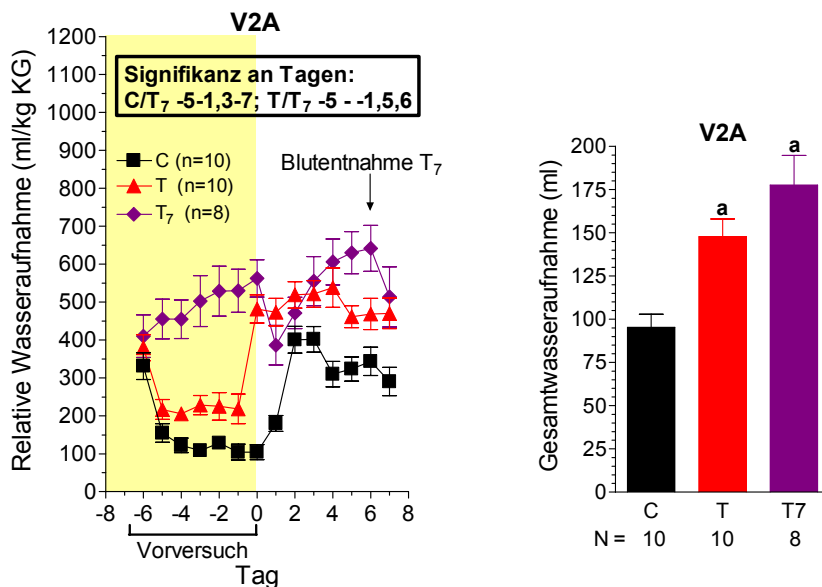 V2A
Relative Wasseraufnahme (ml/kg KG)
1200
1100
1000
900
800
700
600
500
400
300
200
100
0
Signifikanz an Tagen:
C/T₇ -5-1,3-7; T/T₇ -5 - -1,5,6
C (n=10)
T (n=10)
T₇ (n=8)
Blutentnahme T₇
-8 -6 -4 -2 0 2 4 6 8
Vorversuch
Tag
V2A
Gesamtwasseraufnahme (ml)
200
175
150
125
100
75
50
25
0
a
a
C T T7
N = 10 10 8